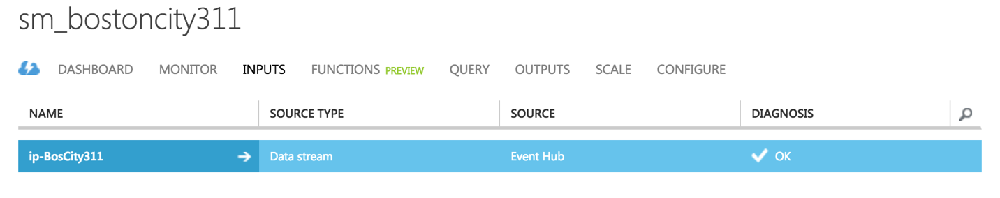 sm_bostoncity311
DASHBOARD MONITOR INPUTS FUNCTIONS PREVIEW QUERY OUTPUTS SCALE CONFIGURE
NAME SOURCE TYPE SOURCE DIAGNOSIS
ip-BosCity311 Data stream Event Hub OK